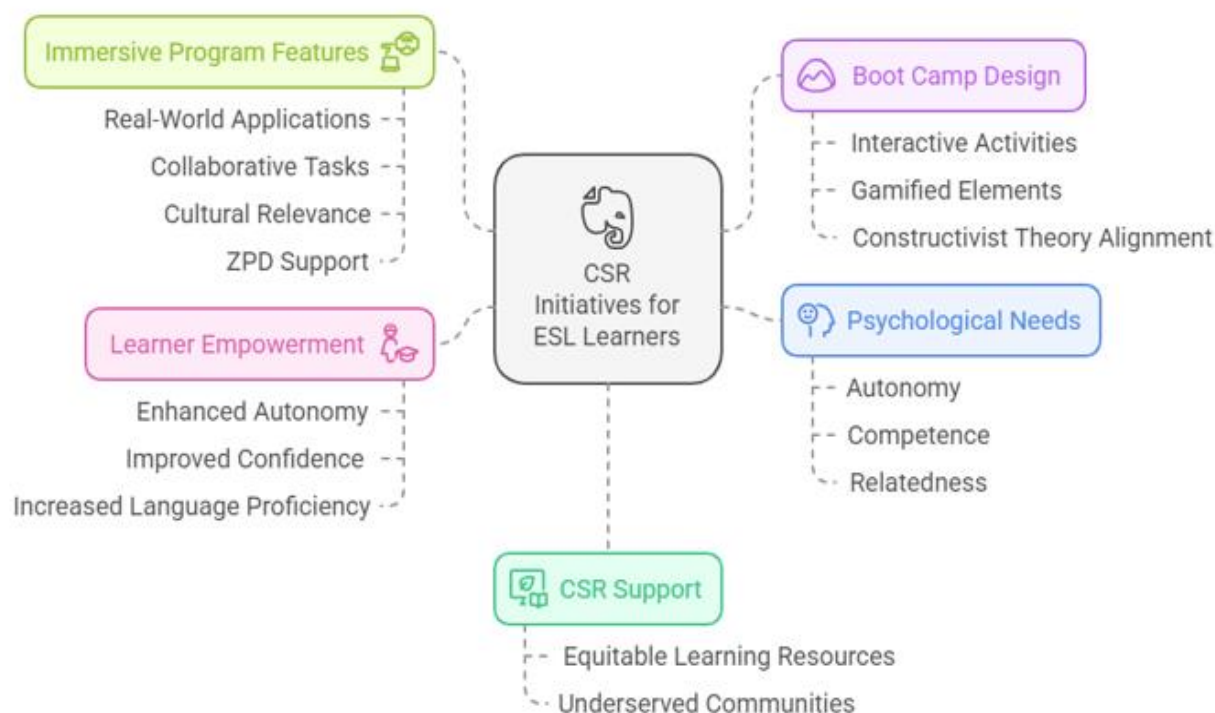 Immersive Program Features
Real-World Applications
Collaborative Tasks
Cultural Relevance
ZPD Support
Learner Empowerment
Enhanced Autonomy
Improved Confidence
Increased Language Proficiency
CSR
Initiatives for
ESL Learners
Boot Camp Design
Interactive Activities
Gamified Elements
Constructivist Theory Alignment
Psychological Needs
Autonomy
Competence
Relatedness
CSR Support
Equitable Learning Resources
Underserved Communities